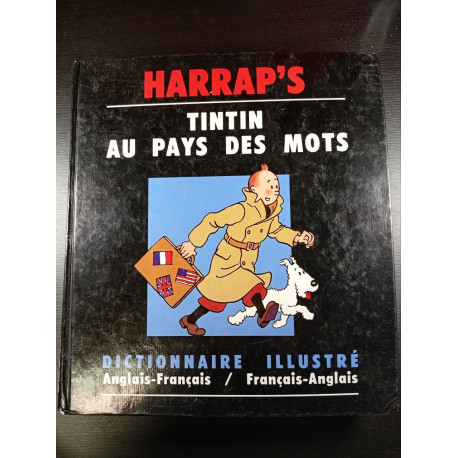 HARRAP'S
TINTIN
AU PAYS DES MOTS
DICTIONNAIRE ILLUSTRÉ
Anglais-Français / Français-Anglais